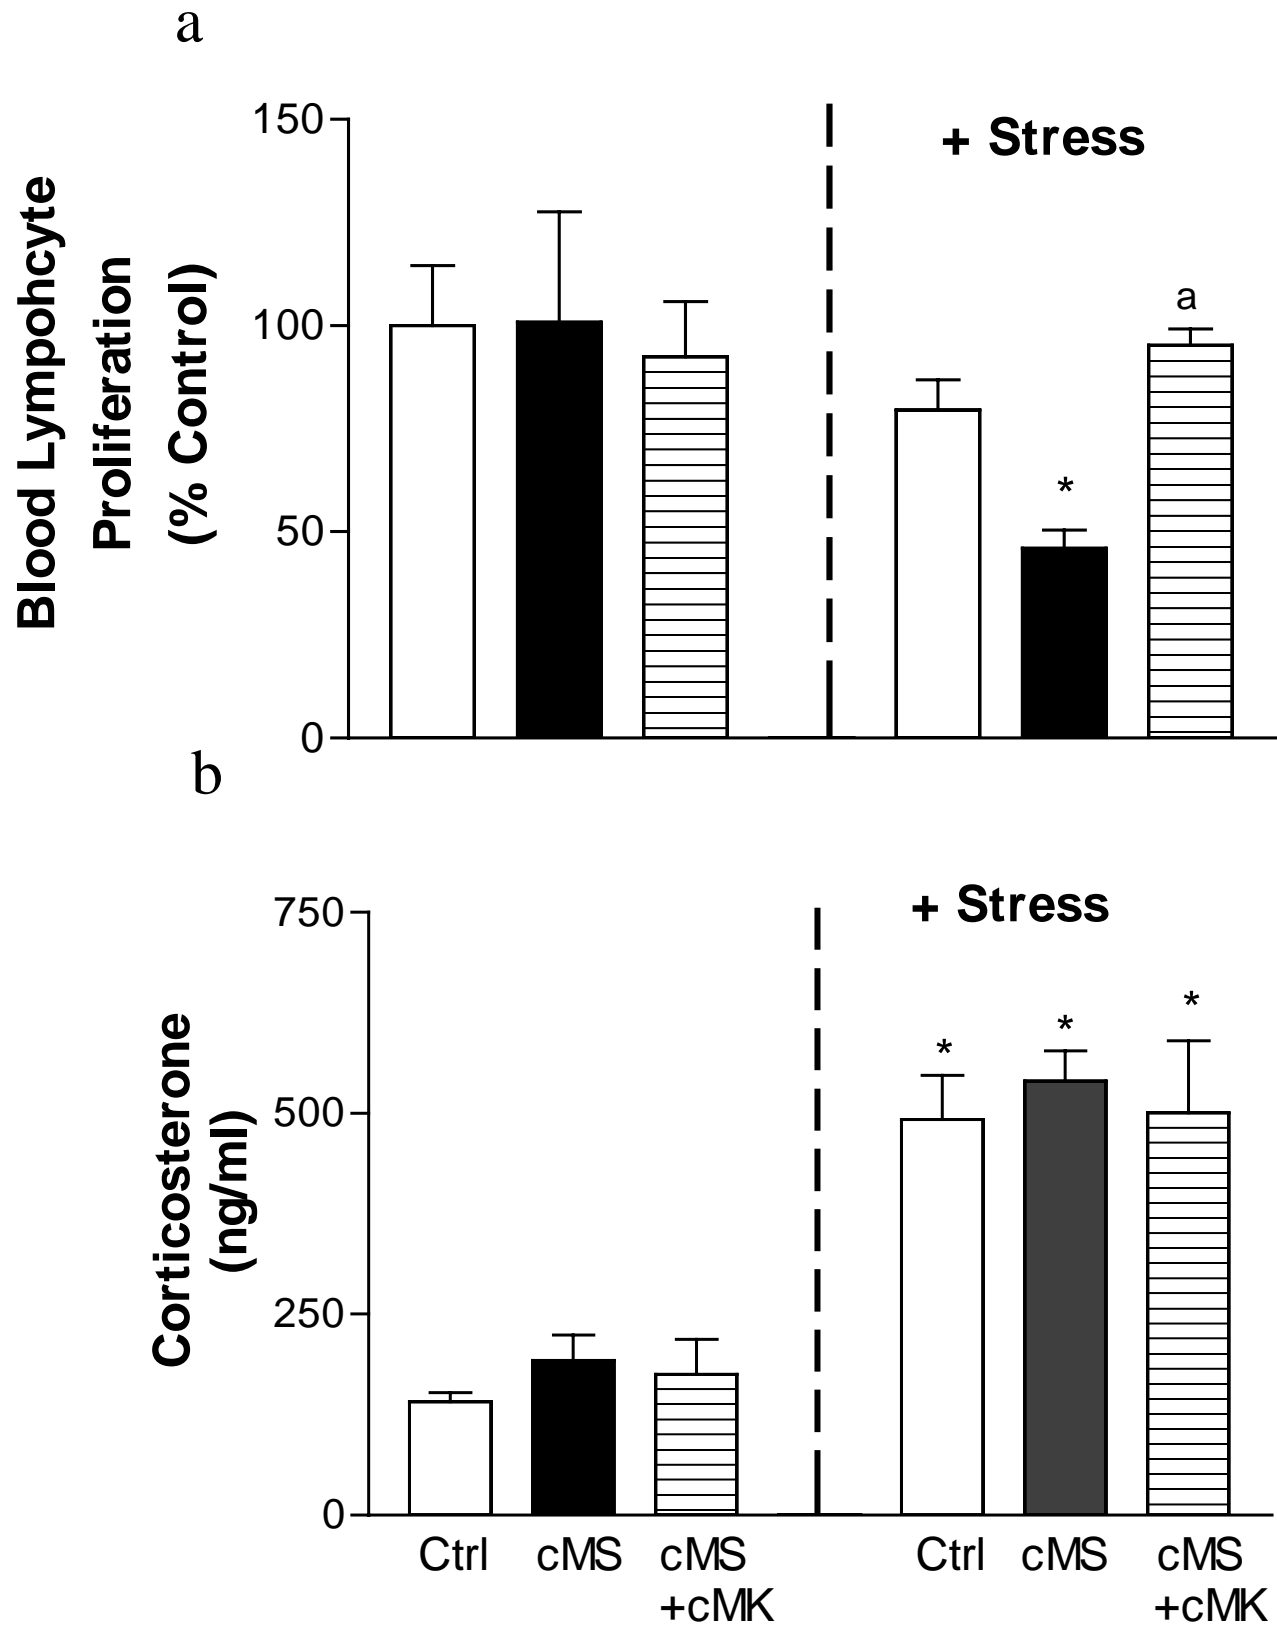 a
Blood Lympohcyte
Proliferation
(% Control)
150
100
50
0
+ Stress
*
a
b
Corticosterone
(ng/ml)
750
500
250
0
+ Stress
*
*
*
Ctrl cMS cMS Ctrl cMS cMS
+cMK +cMK